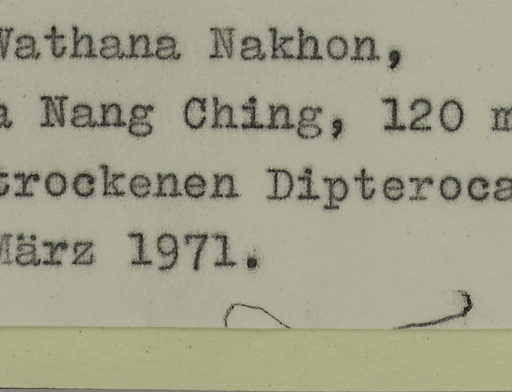 Wathana Nakhon,
a Nang Ching, 120 m
trockenen Dipteroca
März 1971.